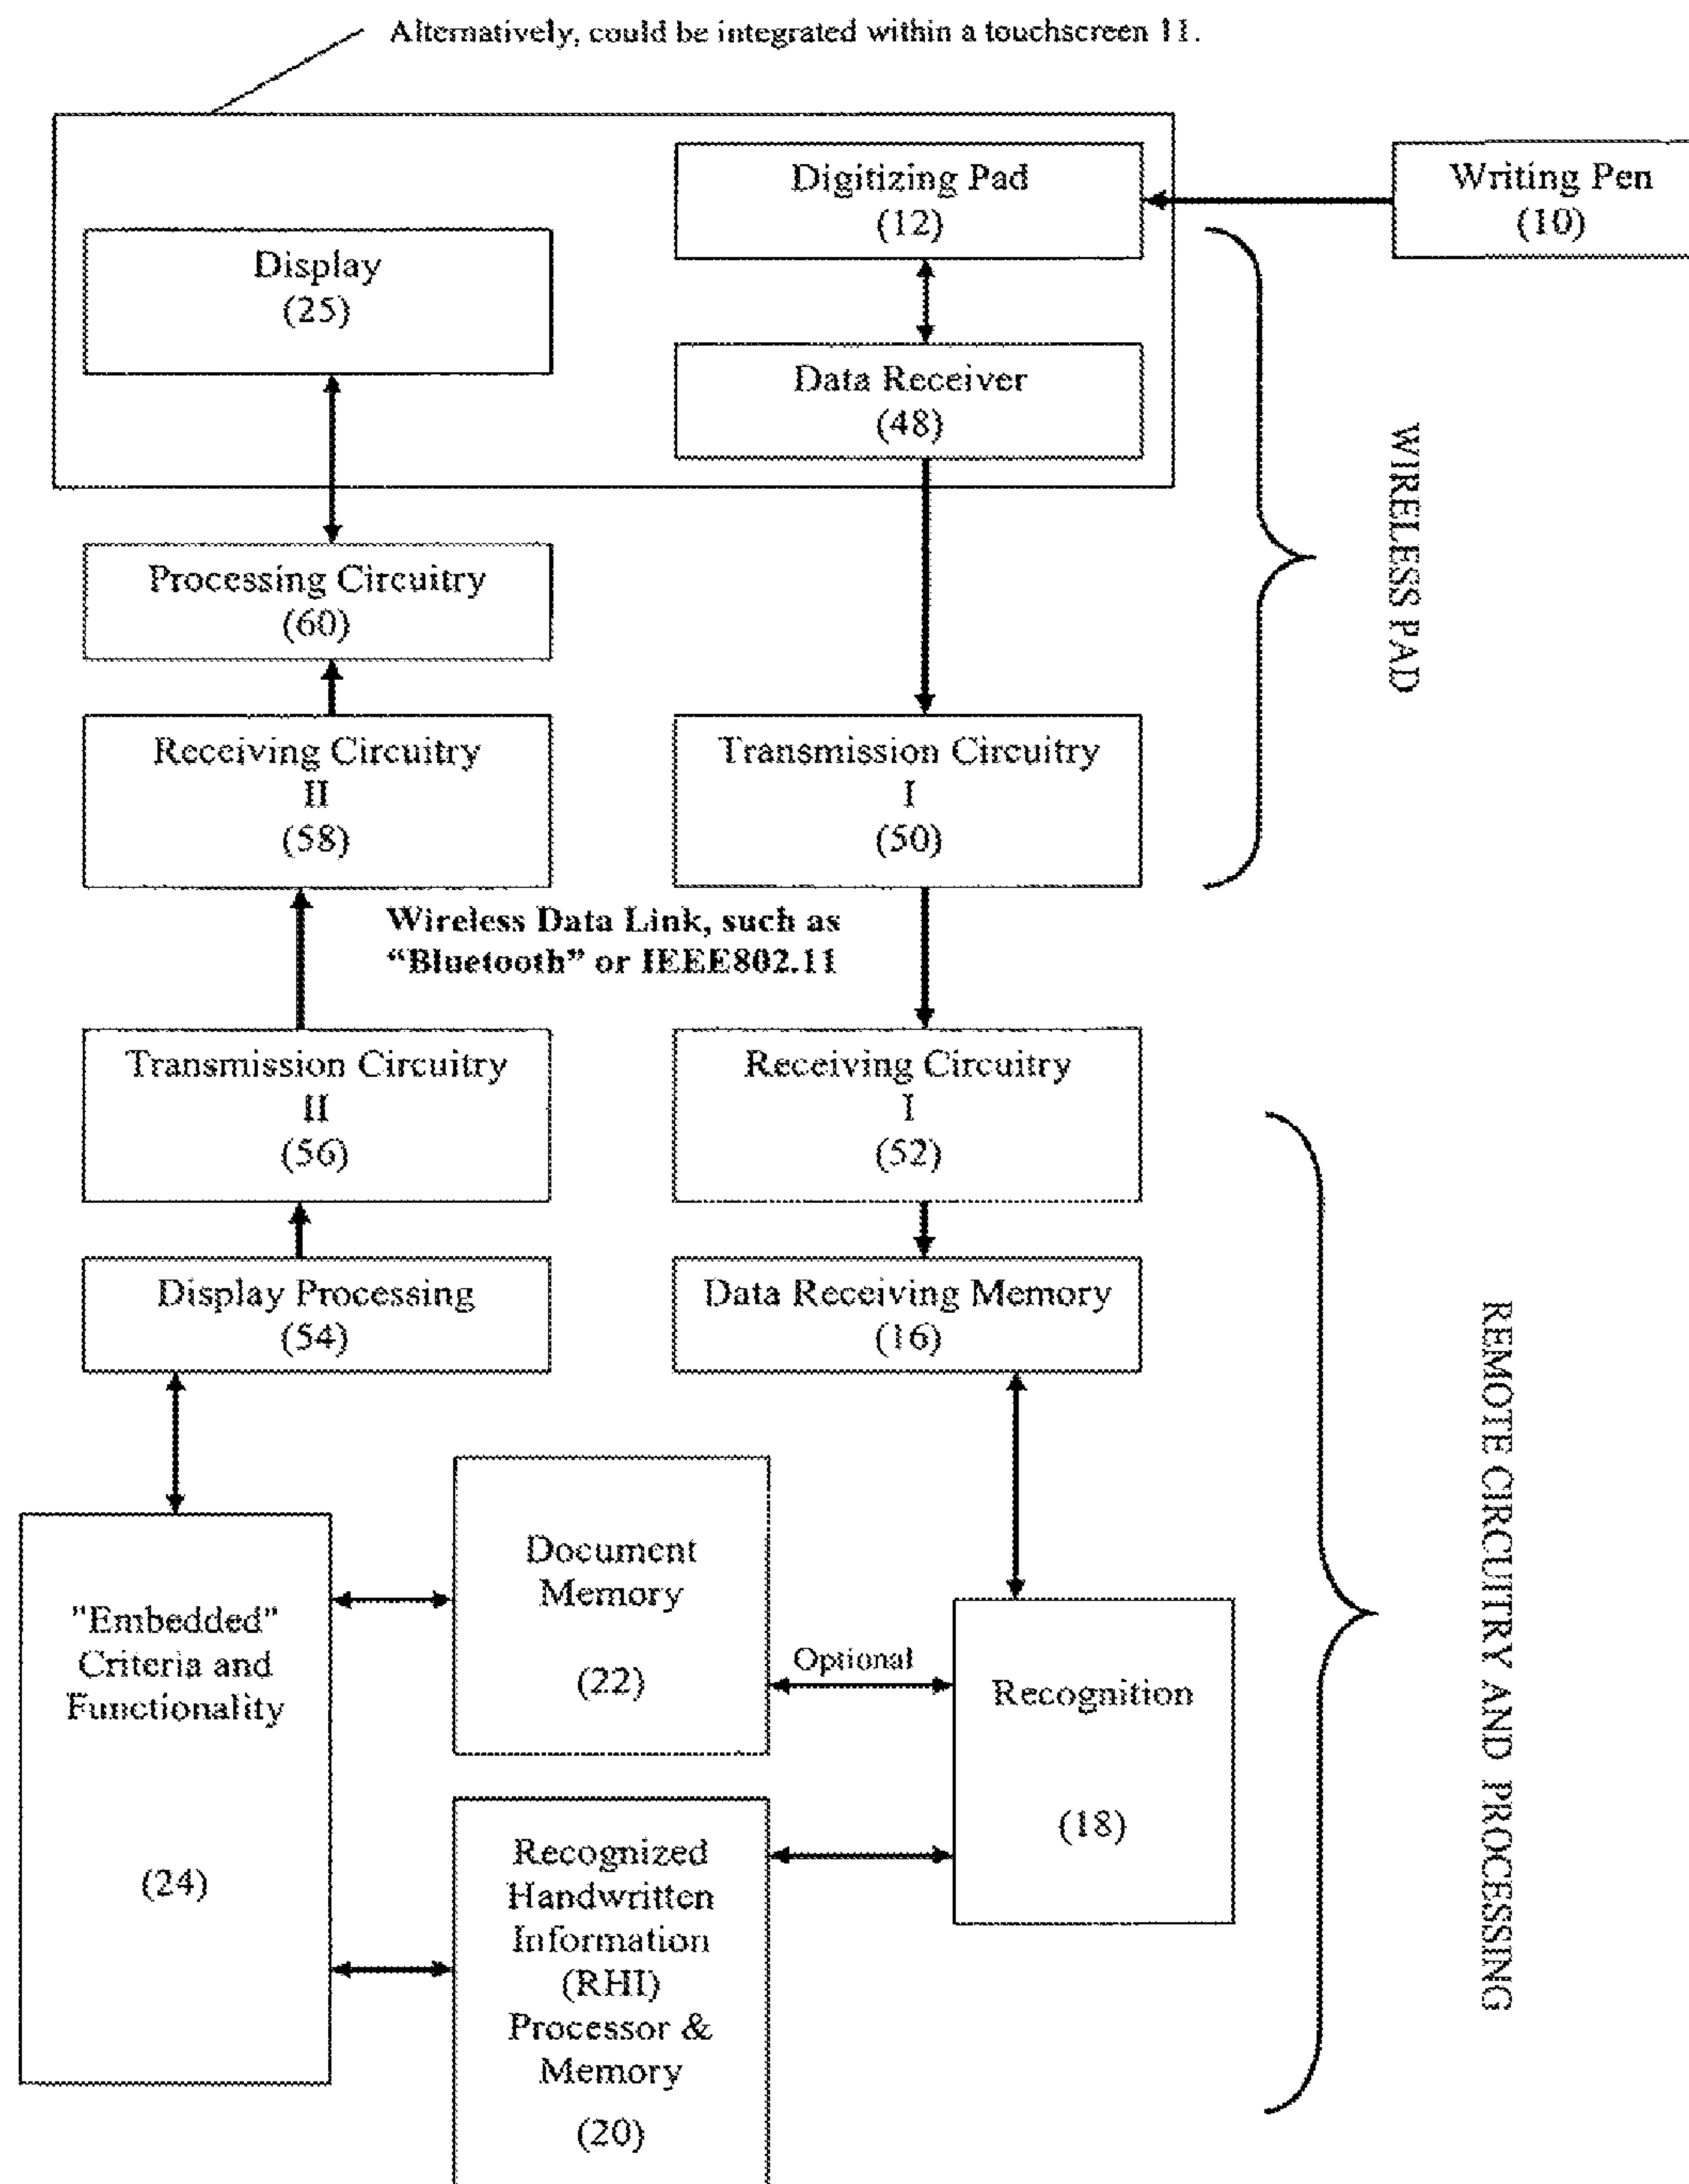 Alternatively, could be integrated within a touchscreen 11.
Digitizing Pad
(12)
Writing Pen
(10)
Display
(25)
Data Receiver
(48)
WIRELESS PAD
Processing Circuitry
(60)
Receiving Circuitry
II
(58)
Transmission Circuitry
I
(50)
Wireless Data Link, such as
“Bluetooth” or IEEE802.11
Transmission Circuitry
II
(56)
Receiving Circuitry
I
(52)
Display Processing
(54)
Data Receiving Memory
(16)
REMOTE CIRCUITRY AND PROCESSING
"Embedded"
Criteria and
Functionality
(24)
Document
Memory
(22)
Optional
Recognition
(18)
Recognized
Handwritten
Information
(RHI)
Processor &
Memory
(20)